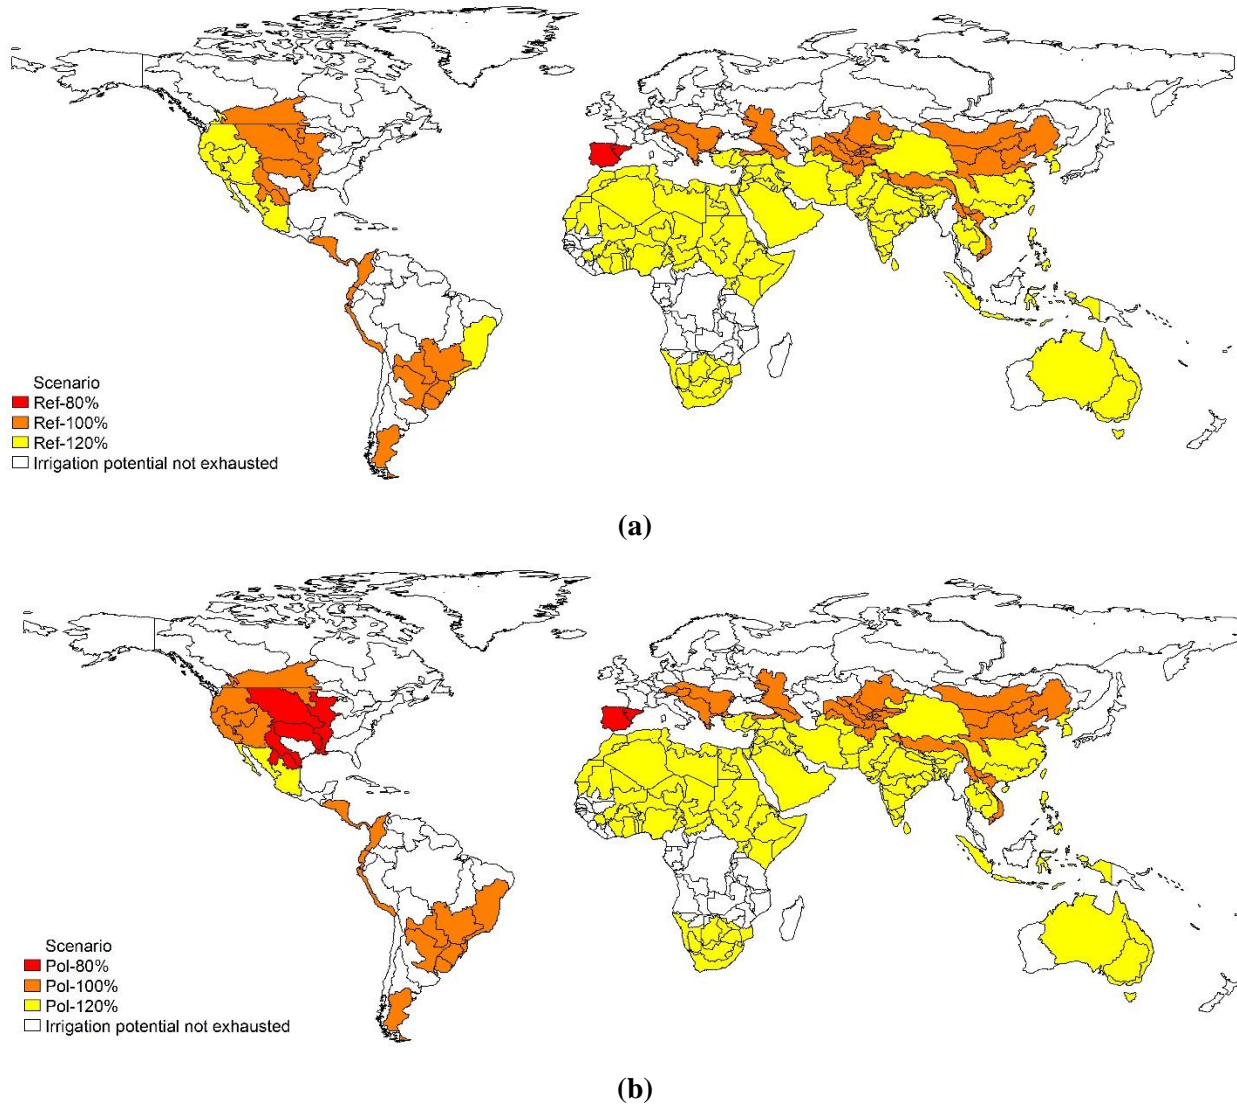 Scenario
Ref-80%
Ref-100%
Ref-120%
Irrigation potential not exhausted
(a)
Scenario
Pol-80%
Pol-100%
Pol-120%
Irrigation potential not exhausted
(b)